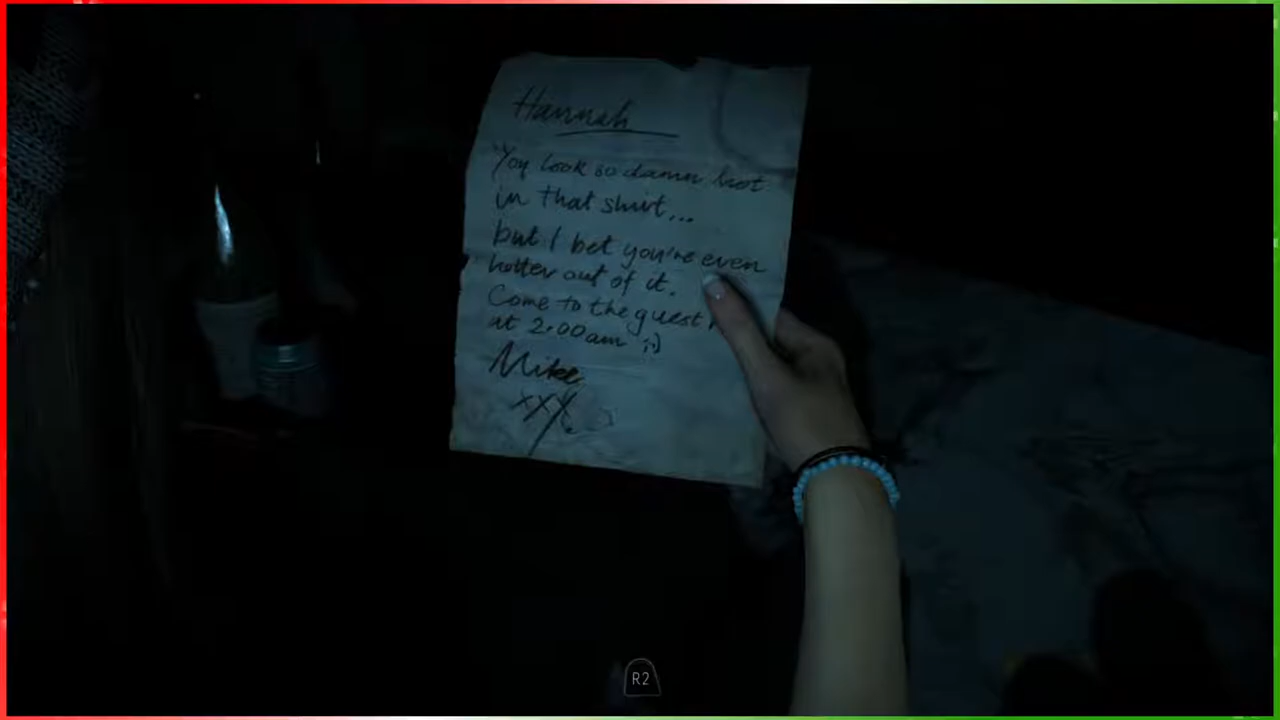 Hannah
You look so damn hot
in that shirt...
but I bet you're even
hotter out of it.
Come to the guest
at 2.00am ;)
Mike
xxx
R2